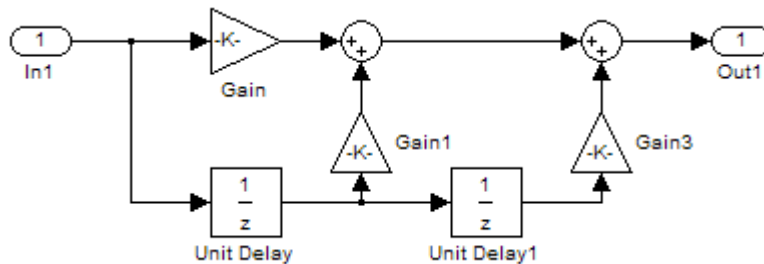 1
In1
-K-
Gain
+
+
+
+
1
Out1
-K-
Gain1
-K-
Gain3
1
z
Unit Delay
1
z
Unit Delay1